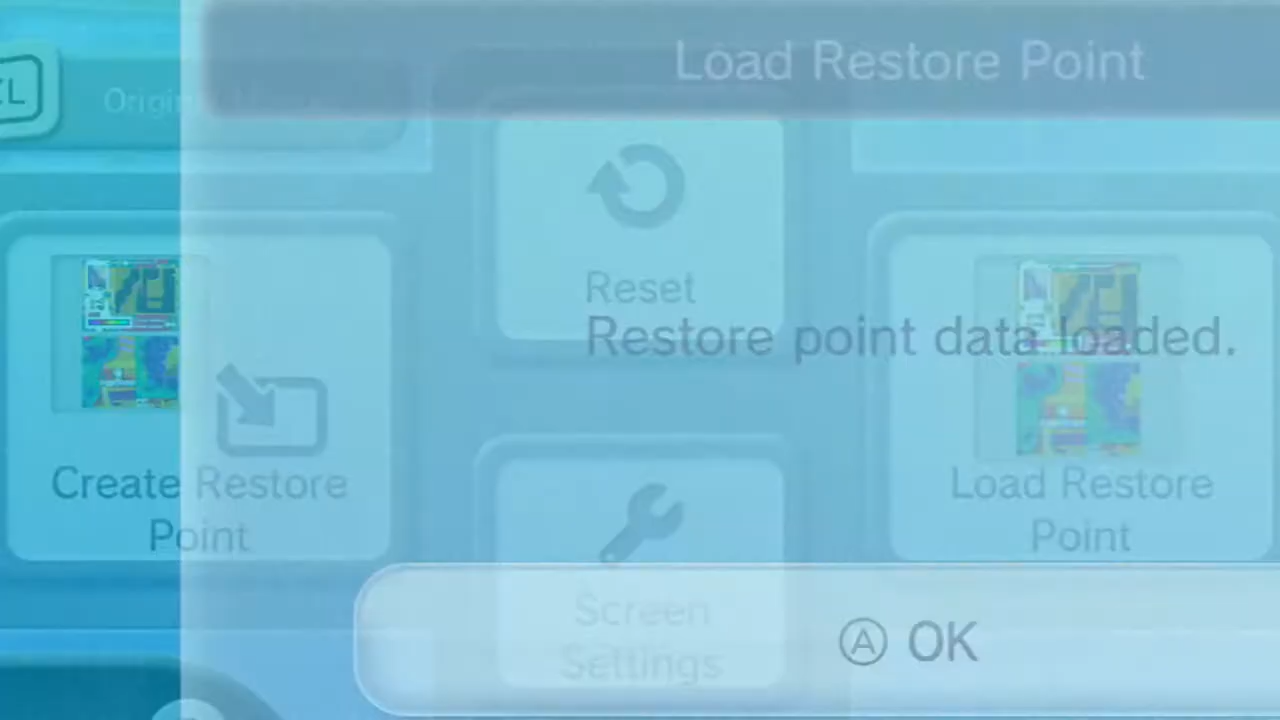 Load Restore Point
Reset
Restore point data loaded.
Create Restore
Point
Load Restore
Point
Screen
Settings
Ⓐ OK